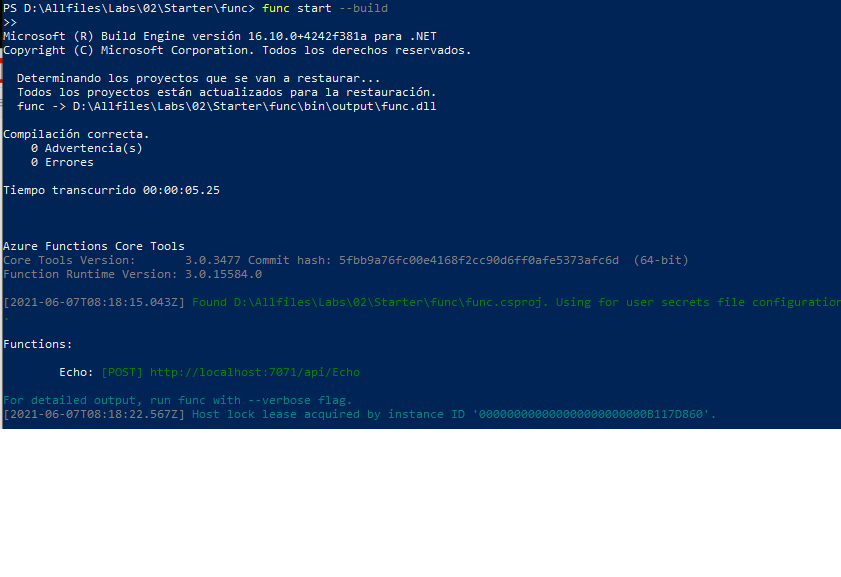 PS D:\Allfiles\Labs\02\Starter\func> func start --build
>>
Microsoft (R) Build Engine versión 16.10.0+4242f381a para .NET
Copyright (C) Microsoft Corporation. Todos los derechos reservados.
Determinando los proyectos que se van a restaurar...
Todos los proyectos están actualizados para la restauración.
func -> D:\Allfiles\Labs\02\Starter\func\bin\output\func.dll
Compilación correcta.
0 Advertencia(s)
0 Errores
Tiempo transcurrido 00:00:05.25
Azure Functions Core Tools
Core Tools Version: 3.0.3477 Commit hash: 5fbb9a76fc00e4168f2cc90d6ff0afe5373afc6d (64-bit)
Function Runtime Version: 3.0.15584.0
[2021-06-07T08:18:15.043Z] Found D:\Allfiles\Labs\02\Starter\func\func.csproj. Using for user secrets file configuration
.
Functions:
Echo: [POST] http://localhost:7071/api/Echo
For detailed output, run func with --verbose flag.
[2021-06-07T08:18:22.567Z] Host lock lease acquired by instance ID '000000000000000000000000B117D860'.